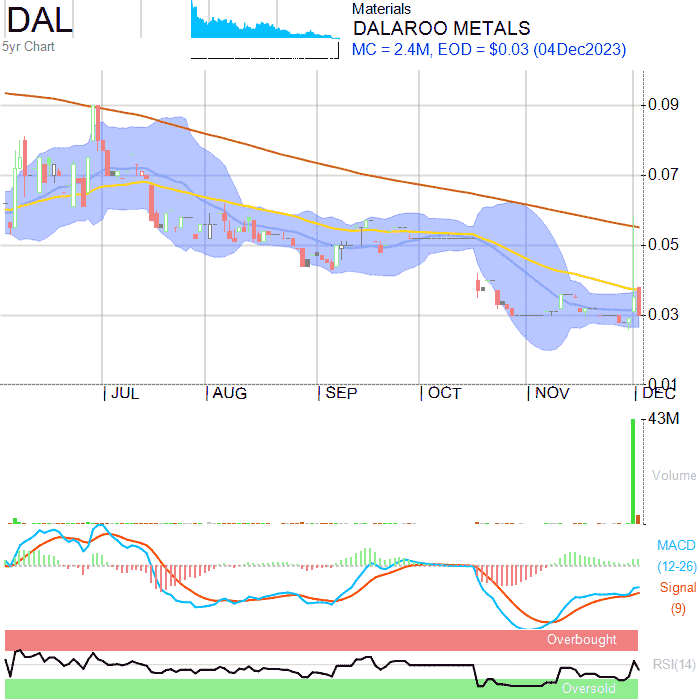 DAL
5yr Chart
Materials
DALAROO METALS
MC = 2.4M, EOD = $0.03 (04Dec2023)
0.09
0.07
0.05
0.03
0.01
JUL AUG SEP OCT NOV DEC
43M
Volume
MACD
(12-26)
Signal
(9)
Overbought
RSI(14)
Oversold